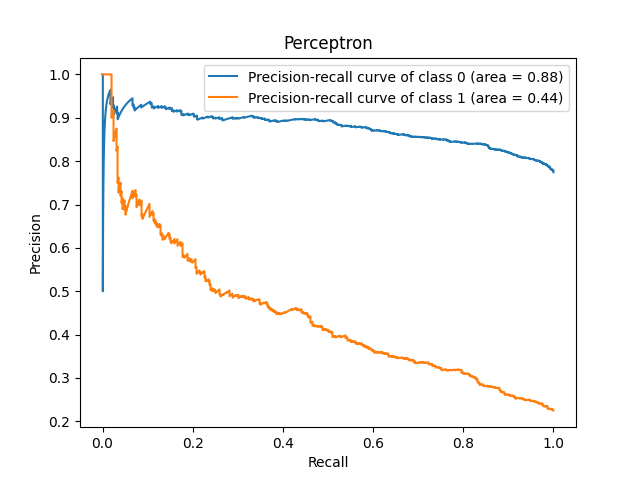 Perceptron
Precision-recall curve of class 0 (area = 0.88)
Precision-recall curve of class 1 (area = 0.44)
1.0
0.9
0.8
0.7
0.6
0.5
0.4
0.3
0.2
Precision
0.0 0.2 0.4 0.6 0.8 1.0
Recall